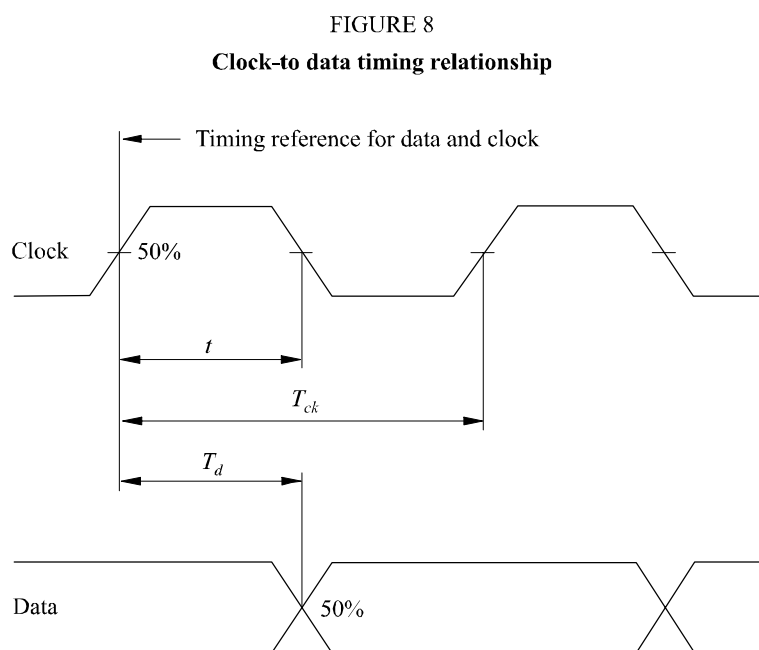 FIGURE 8
Clock-to data timing relationship
Timing reference for data and clock
Clock
50%
t
Tck
Td
Data
50%